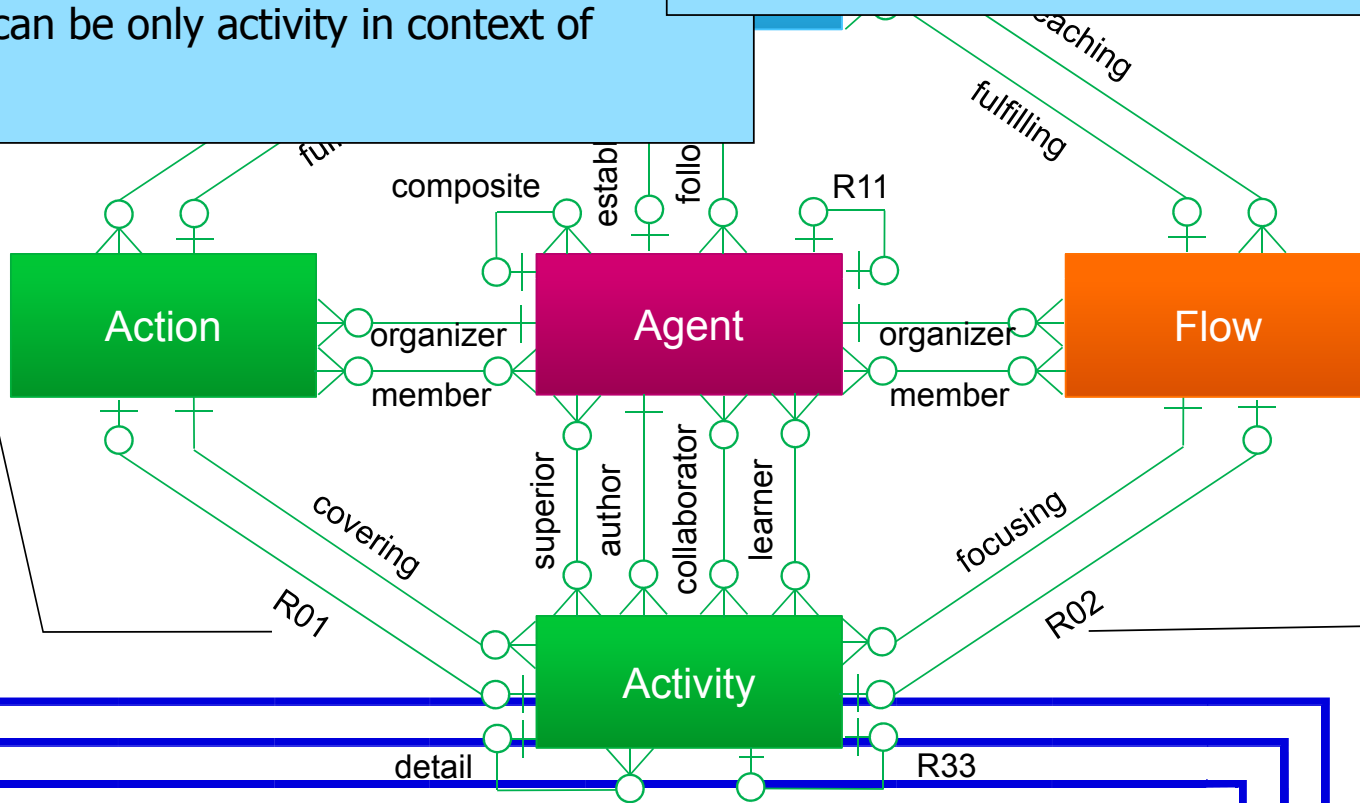 can be only activity in context of
fulfilling
composite
R11
Action
organizer
Agent
organizer
Flow
member
member
superior
author
collaborator
learner
covering
focusing
R01
R02
Activity
detail
R33